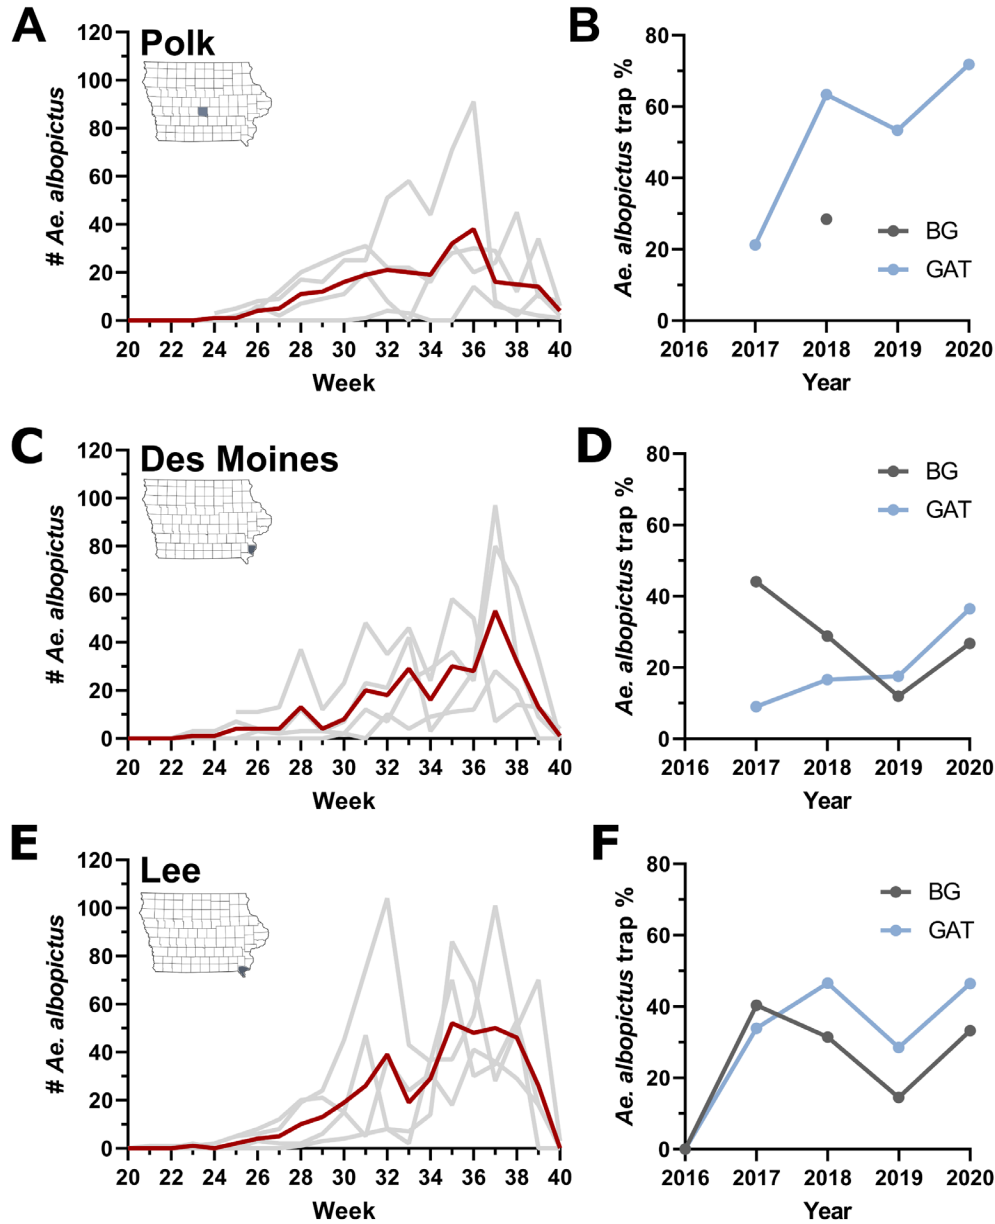 A
Polk
# Ae. albopictus
120
100
80
60
40
20
0
20 22 24 26 28 30 32 34 36 38 40
Week
B
Ae. albopictus trap %
80
60
40
20
0
BG
GAT
2016 2017 2018 2019 2020
Year
C
Des Moines
# Ae. albopictus
120
100
80
60
40
20
0
20 22 24 26 28 30 32 34 36 38 40
Week
D
Ae. albopictus trap %
80
60
40
20
0
BG
GAT
2016 2017 2018 2019 2020
Year
E
Lee
# Ae. albopictus
120
100
80
60
40
20
0
20 22 24 26 28 30 32 34 36 38 40
Week
F
Ae. albopictus trap %
80
60
40
20
0
BG
GAT
2016 2017 2018 2019 2020
Year